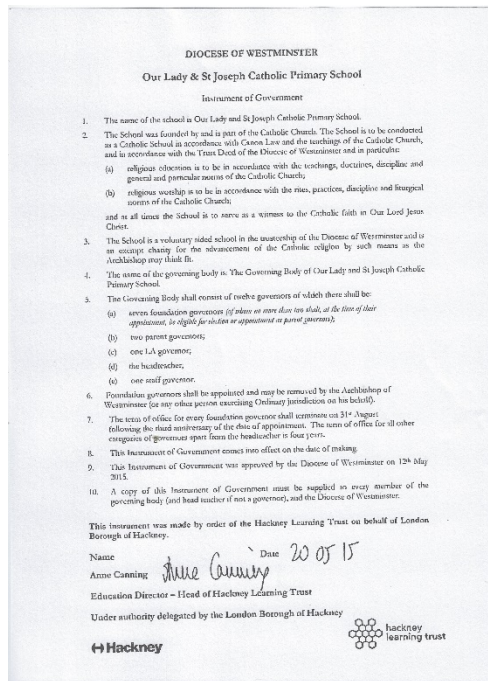 DIOCESE OF WESTMINSTER
Our Lady & St Joseph Catholic Primary School
Instrument of Government
1. The name of the school is Our Lady and St Joseph Catholic Primary School.
2. The School was founded by and is part of the Catholic Church. The School is to be conducted
as a Catholic School in accordance with Canon Law and the teachings of the Catholic Church,
and in accordance with the Trust Deed of the Diocese of Westminster and in particular:
(a) religious education is to be in accordance with the teachings, doctrines, discipline and
general and particular norms of the Catholic Church;
(b) religious worship is to be in accordance with the rites, practices, discipline and liturgical
norms of the Catholic Church;
and at all times the School is to serve as a witness to the Catholic faith in Our Lord Jesus
Christ.
3. The School is a voluntary aided school in the trusteeship of the Diocese of Westminster and is
an exempt charity for the advancement of the Catholic religion by such means as the
Archbishop may think fit.
4. The name of the governing body is: The Governing Body of Our Lady and St Joseph Catholic
Primary School.
5. The Governing Body shall consist of twelve governors of which there shall be:
(a) seven foundation governors (of whom no more than two shall, at the time of their
appointment, be eligible for election or appointment as parent governors);
(b) two parent governors;
(c) one LA governor;
(d) the headteacher;
(e) one staff governor.
6. Foundation governors shall be appointed and may be removed by the Archbishop of
Westminster (or any other person exercising Ordinary jurisdiction on his behalf).
7. The term of office for every foundation governor shall terminate on 31st August
following the third anniversary of the date of appointment. The term of office for all other
categories of governors apart from the headteacher is four years.
8. This Instrument of Government comes into effect on the date of making.
9. This Instrument of Government was approved by the Diocese of Westminster on 12th May
2015.
10. A copy of this Instrument of Government must be supplied to every member of the
governing body (and head teacher if not a governor), and the Diocese of Westminster.
This instrument was made by order of the Hackney Learning Trust on behalf of London
Borough of Hackney.
Name Date 20 05 15
Anne Canning Anne Canning
Education Director – Head of Hackney Learning Trust
Under authority delegated by the London Borough of Hackney
Hackney
hackney
learning trust